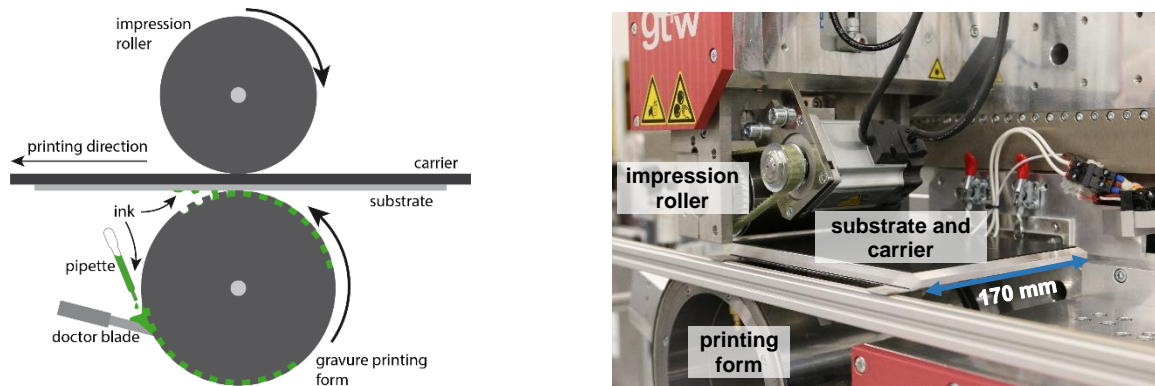 impression
roller
printing direction
carrier
substrate
ink
pipette
doctor blade
gravure printing
form
gtw
impression
roller
substrate and
carrier
170 mm
printing
form